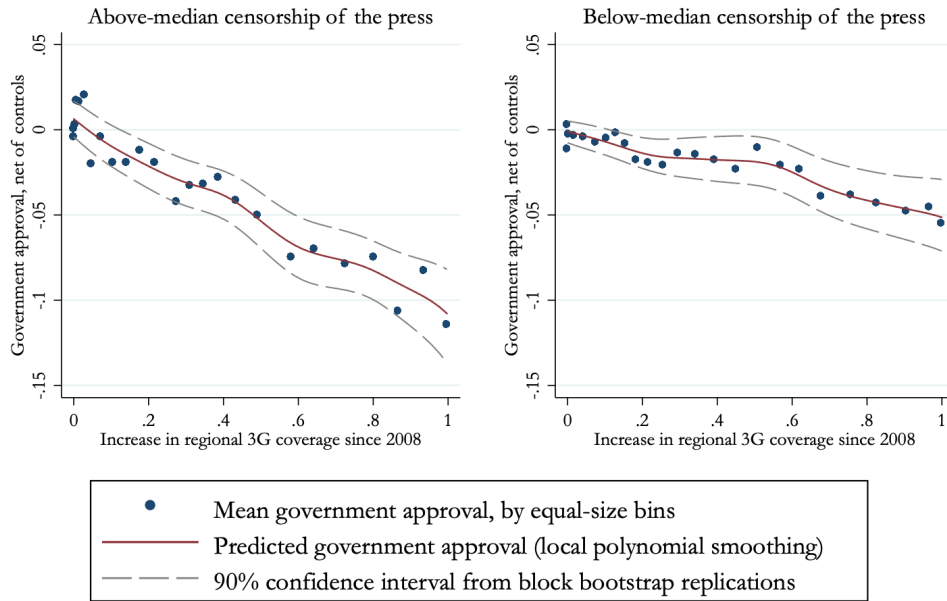 Above-median censorship of the press
Below-median censorship of the press
Government approval, net of controls
.05
0
-.05
-.1
-.15
0 .2 .4 .6 .8 1
Increase in regional 3G coverage since 2008
Government approval, net of controls
.05
0
-.05
-.1
-.15
0 .2 .4 .6 .8 1
Increase in regional 3G coverage since 2008
Mean government approval, by equal-size bins
Predicted government approval (local polynomial smoothing)
90% confidence interval from block bootstrap replications